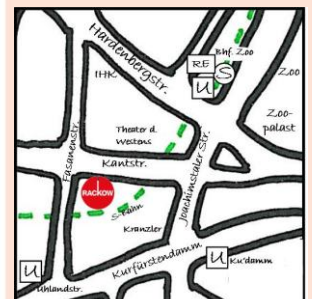 Hardenbergstr.
Bhf. Zoo
RE
S
U
IHK
Zoo
Zoo-
palast
Theater d.
Westens
Fasanenstr.
Kantstr.
Joachimstaler Str.
RACKOW
S-Bahn
Kranzler
Kurfürstendamm
U
Ku'damm
U
Uhlandstr.